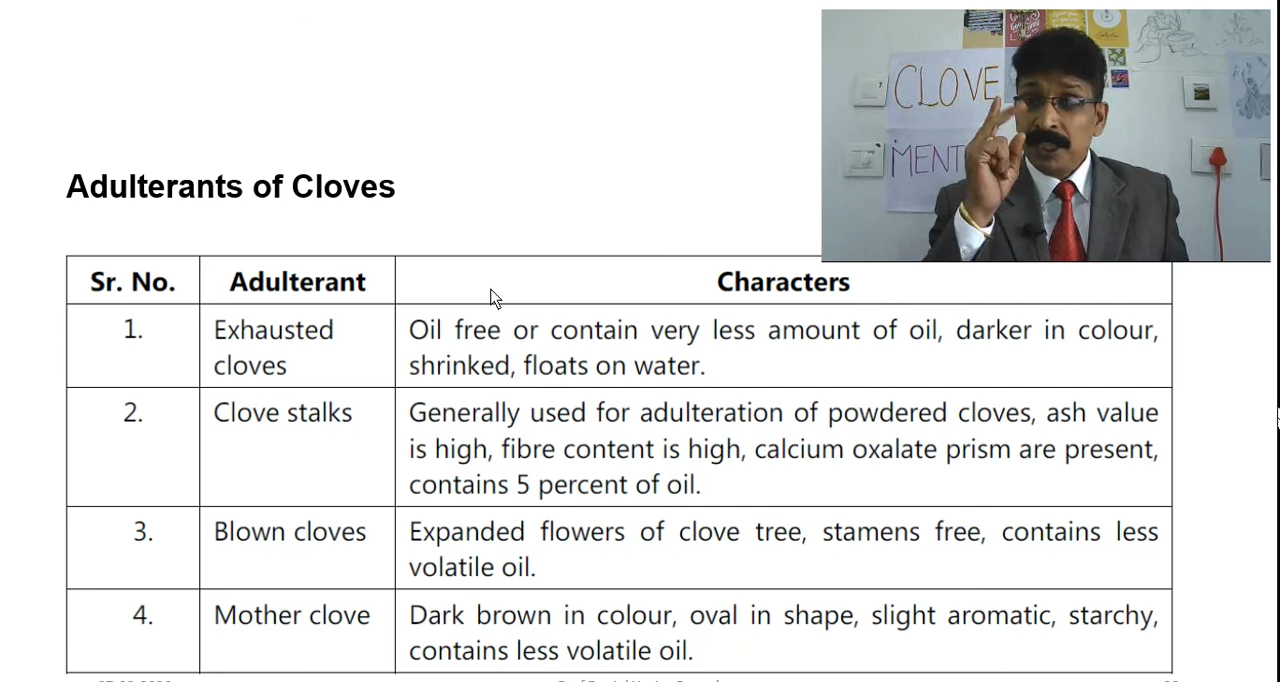 CLOVE
MENT
Adulterants of Cloves
Sr. No. Adulterant Characters
1. Exhausted cloves Oil free or contain very less amount of oil, darker in colour,
shrinked, floats on water.
2. Clove stalks Generally used for adulteration of powdered cloves, ash value
is high, fibre content is high, calcium oxalate prism are present,
contains 5 percent of oil.
3. Blown cloves Expanded flowers of clove tree, stamens free, contains less
volatile oil.
4. Mother clove Dark brown in colour, oval in shape, slight aromatic, starchy,
contains less volatile oil.